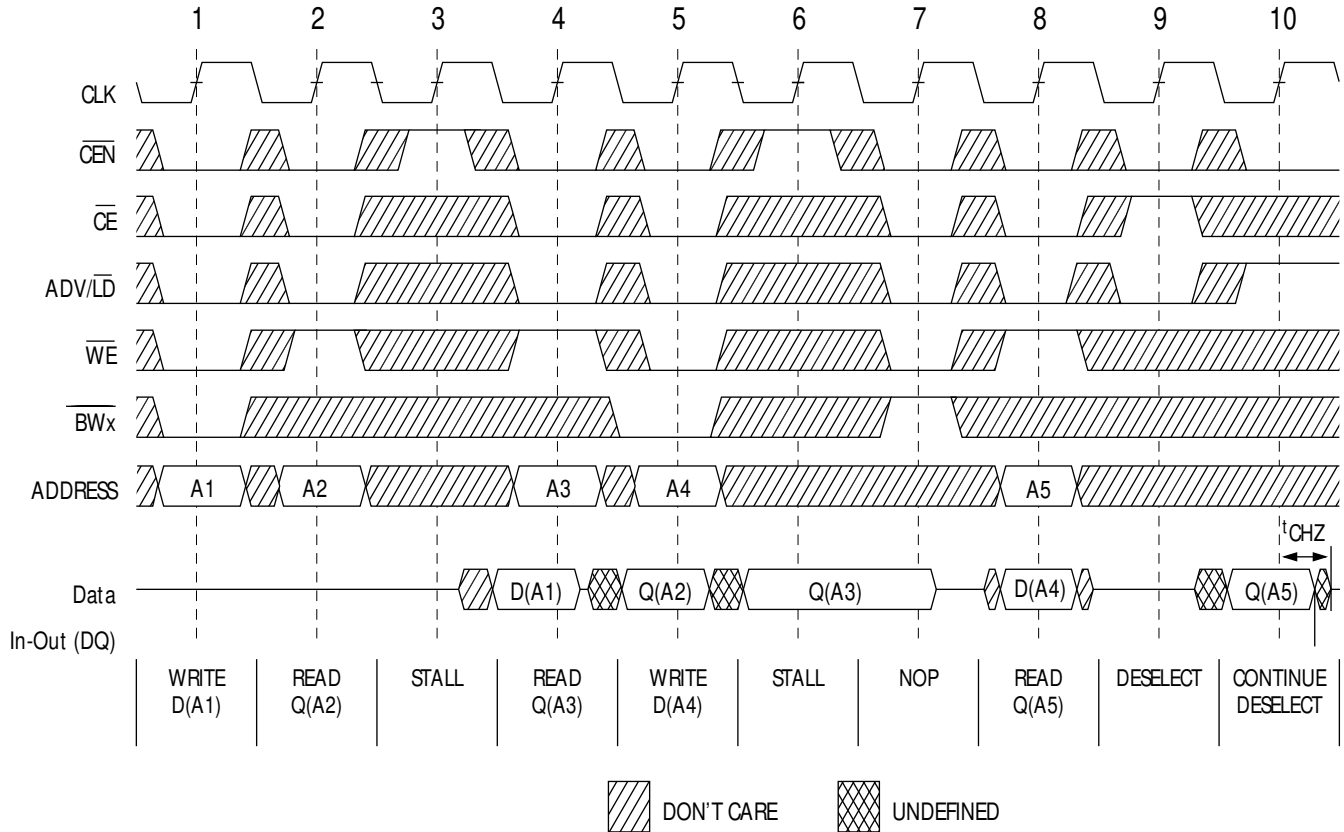 1 2 3 4 5 6 7 8 9 10
CLK
CEN
CE
ADV/LD
WE
BWx
ADDRESS A1 A2 A3 A4 A5
tCHZ
Data D(A1) Q(A2) Q(A3) D(A4) Q(A5)
In-Out (DQ)
WRITE READ STALL READ WRITE STALL NOP READ DESELECT CONTINUE
D(A1) Q(A2) Q(A3) D(A4) Q(A5) DESELECT
DON'T CARE UNDEFINED